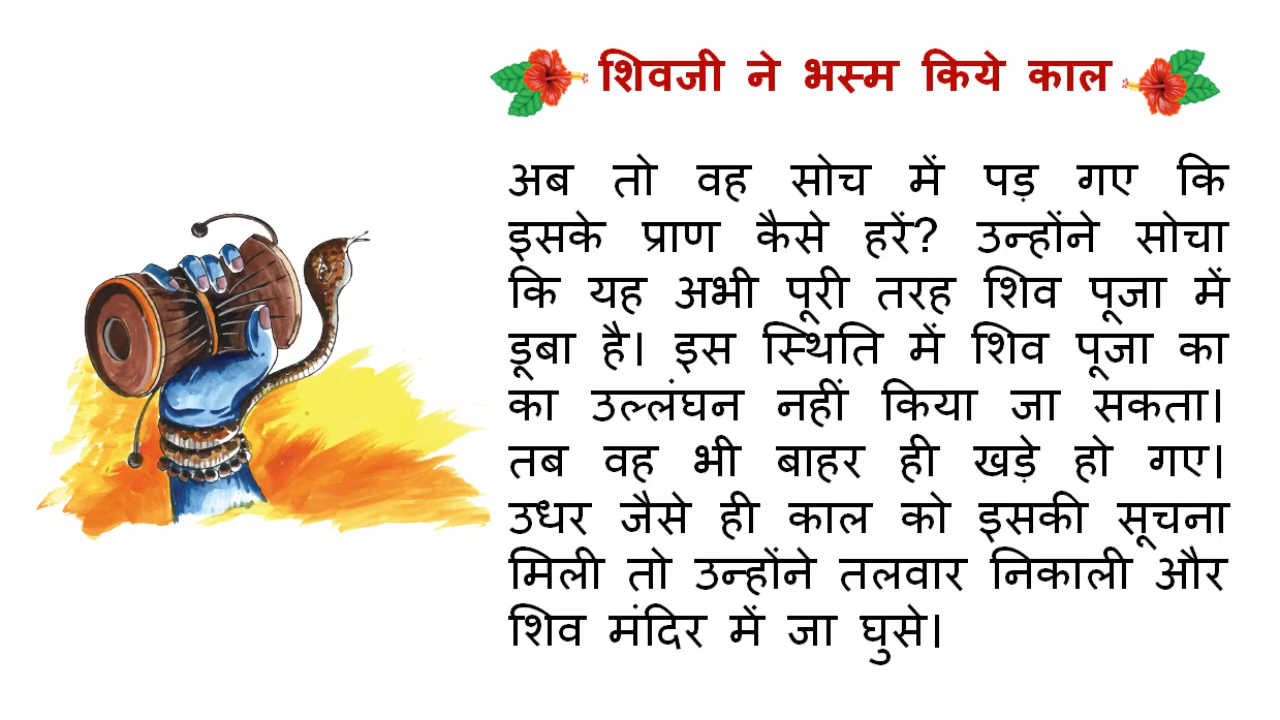 शिवजी ने भस्म किये काल
अब तो वह सोच में पड़ गए कि
इसके प्राण कैसे हरें? उन्होंने सोचा
कि यह अभी पूरी तरह शिव पूजा में
डूबा है। इस स्थिति में शिव पूजा का
का उल्लंघन नहीं किया जा सकता।
तब वह भी बाहर ही खड़े हो गए।
उधर जैसे ही काल को इसकी सूचना
मिली तो उन्होंने तलवार निकाली और
शिव मंदिर में जा घुसे।